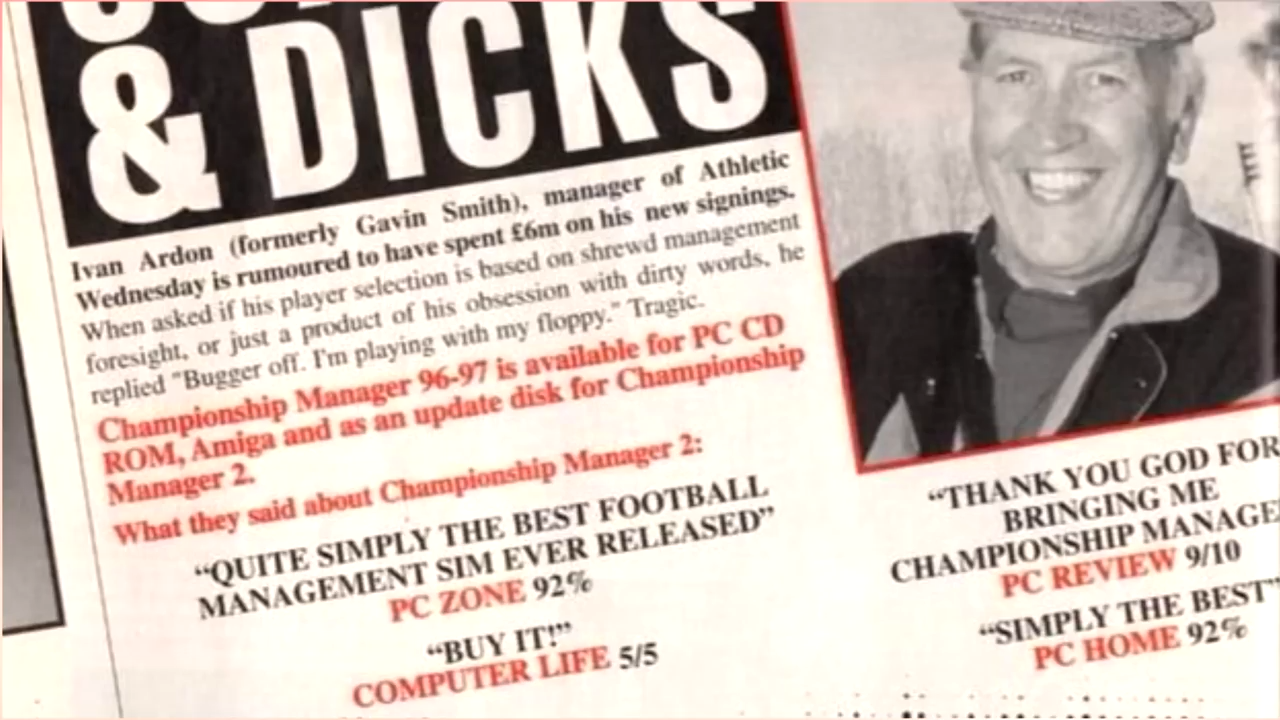 & DICKS
Ivan Ardon (formerly Gavin Smith), manager of Athletic
Wednesday is rumoured to have spent £6m on his new signings.
When asked if his player selection is based on shrewd management
foresight, or just a product of his obsession with dirty words, he
replied "Bugger off. I'm playing with my floppy." Tragic.
Championship Manager 96-97 is available for PC CD
ROM, Amiga and as an update disk for Championship
Manager 2.
What they said about Championship Manager 2:
“QUITE SIMPLY THE BEST FOOTBALL
MANAGEMENT SIM EVER RELEASED”
PC ZONE 92%
“BUY IT!”
COMPUTER LIFE 5/5
“THANK YOU GOD FOR
BRINGING ME
CHAMPIONSHIP MANAGE
PC REVIEW 9/10
“SIMPLY THE BEST”
PC HOME 92%